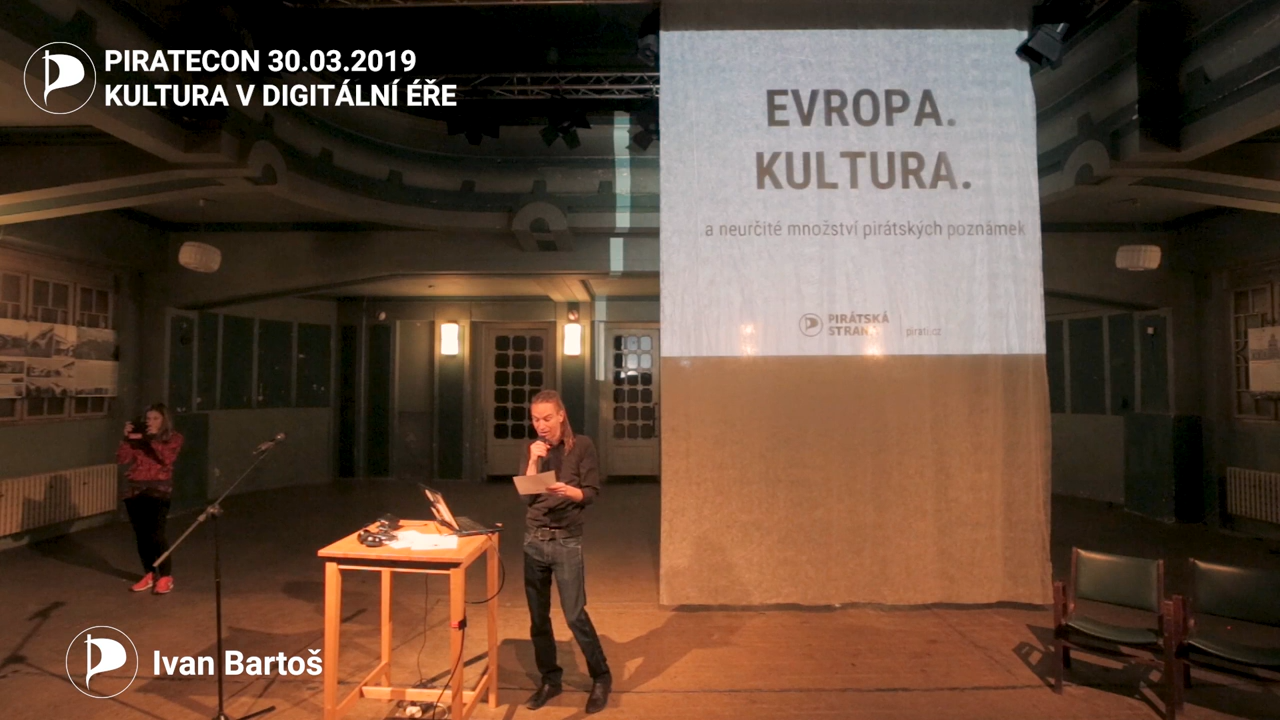 PIRATECON 30.03.2019
KULTURA V DIGITÁLNÍ ÉŘE
EVROPA.
KULTURA.
a neurčité množství pirátských poznámek
PIRÁTSKÁ
STRANA
pirati.cz
Ivan Bartoš